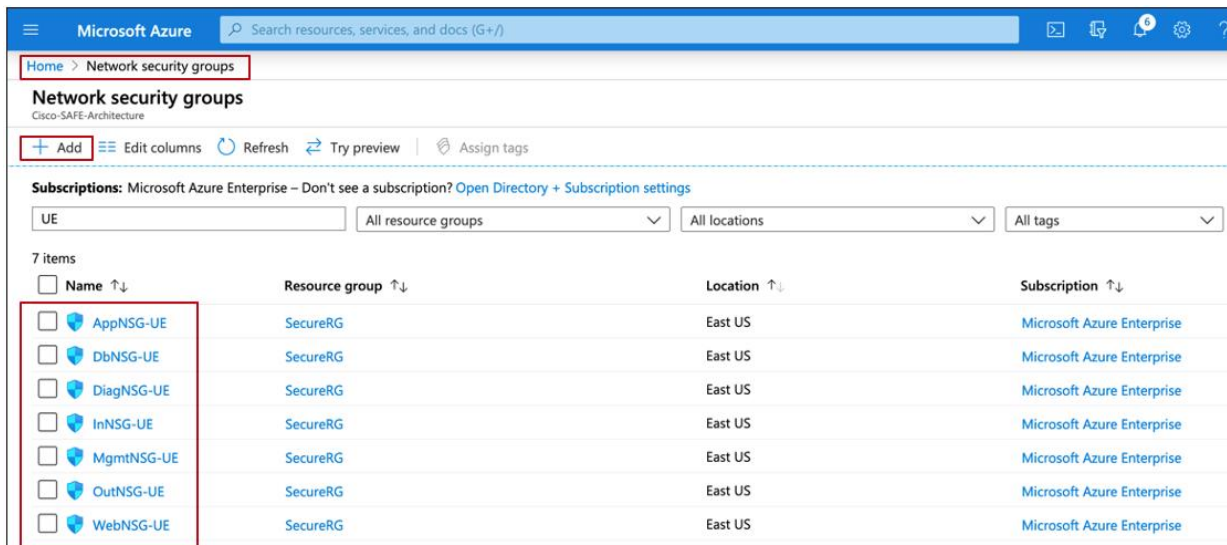 Microsoft Azure Search resources, services, and docs (G+/) 6 ?
Home > Network security groups
Network security groups
Cisco-SAFE-Architecture
Add Edit columns Refresh Try preview Assign tags
Subscriptions: Microsoft Azure Enterprise – Don't see a subscription? Open Directory + Subscription settings
UE All resource groups All locations All tags
7 items
Name ↑↓ Resource group ↑↓ Location ↑↓ Subscription ↑↓
AppNSG-UE SecureRG East US Microsoft Azure Enterprise
DbNSG-UE SecureRG East US Microsoft Azure Enterprise
DiagNSG-UE SecureRG East US Microsoft Azure Enterprise
InNSG-UE SecureRG East US Microsoft Azure Enterprise
MgmtNSG-UE SecureRG East US Microsoft Azure Enterprise
OutNSG-UE SecureRG East US Microsoft Azure Enterprise
WebNSG-UE SecureRG East US Microsoft Azure Enterprise